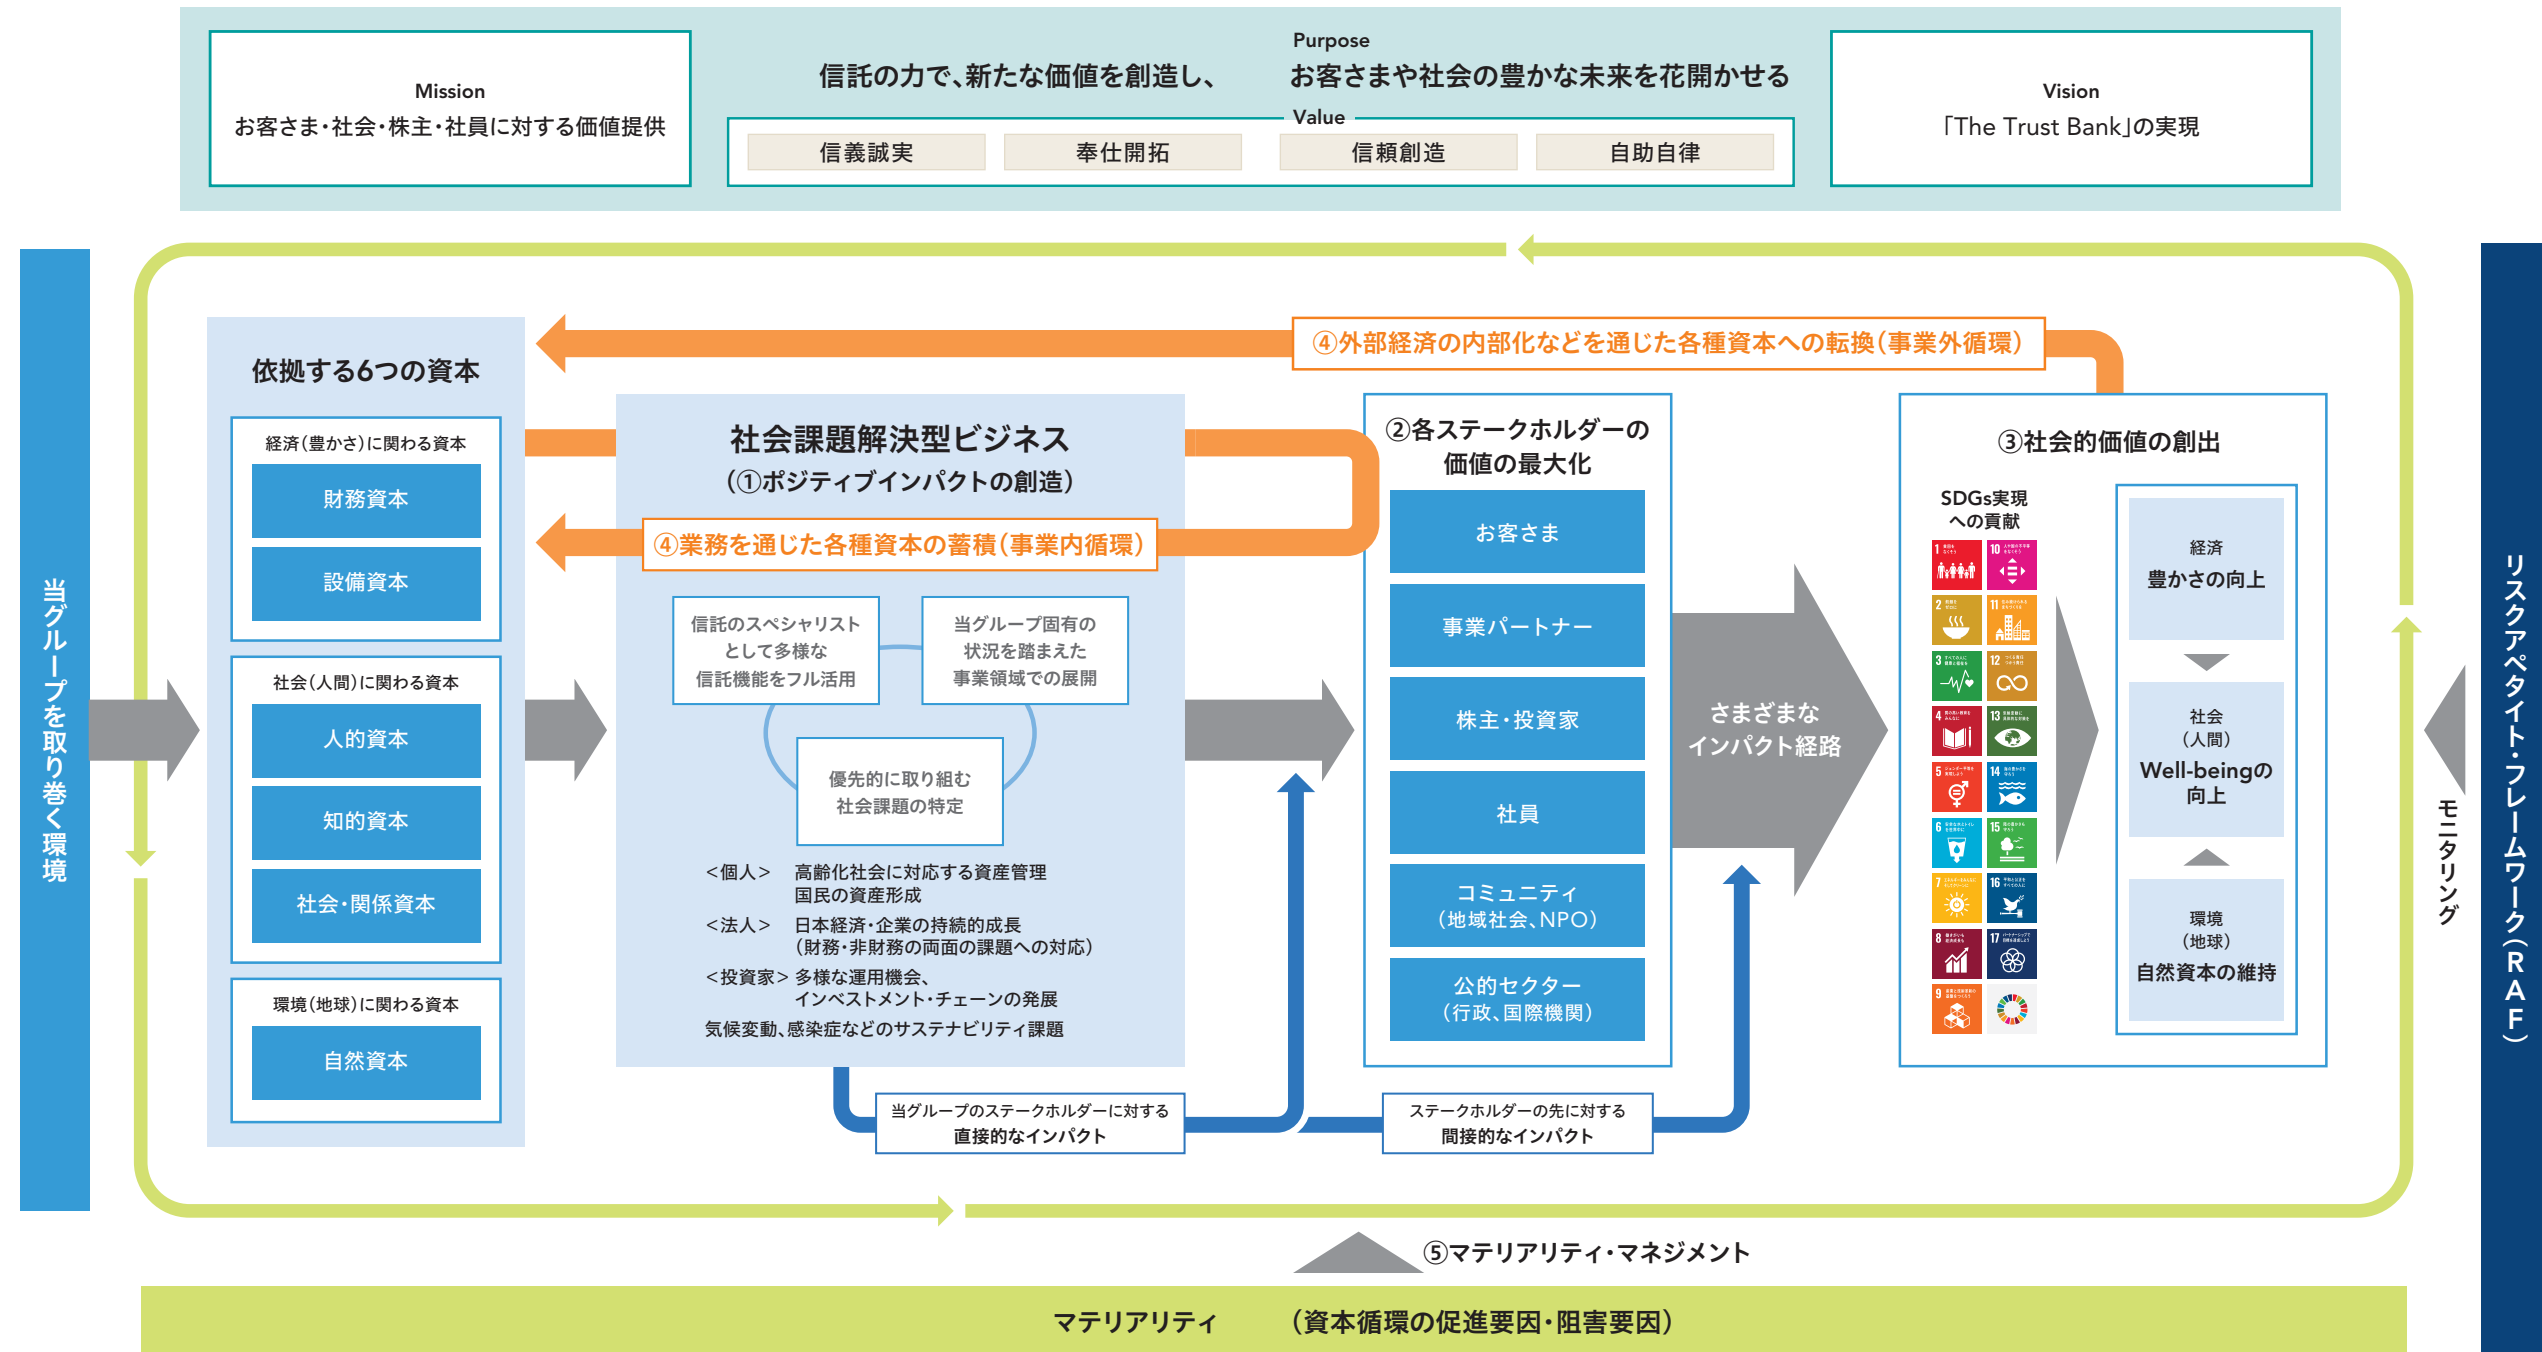 Mission
お客さま・社会・株主・社員に対する価値提供
Purpose
信託の力で、新たな価値を創造し、 お客さまや社会の豊かな未来を花開かせる
Value
信義誠実
奉仕開拓
信頼創造
自助自律
Vision
「The Trust Bank」の実現
当グループを取り巻く環境
依拠する6つの資本
経済(豊かさ)に関わる資本
財務資本
設備資本
社会(人間)に関わる資本
人的資本
知的資本
社会・関係資本
環境(地球)に関わる資本
自然資本
④外部経済の内部化などを通じた各種資本への転換(事業外循環)
社会課題解決型ビジネス
(①ポジティブインパクトの創造)
④業務を通じた各種資本の蓄積(事業内循環)
信託のスペシャリスト
として多様な
信託機能をフル活用
当グループ固有の
状況を踏まえた
事業領域での展開
優先的に取り組む
社会課題の特定
<個人> 高齢化社会に対応する資産管理
国民の資産形成
<法人> 日本経済・企業の持続的成長
(財務・非財務の両面の課題への対応)
<投資家> 多様な運用機会、
インベストメント・チェーンの発展
気候変動、感染症などのサステナビリティ課題
当グループのステークホルダーに対する
直接的なインパクト
②各ステークホルダーの
価値の最大化
お客さま
事業パートナー
株主・投資家
社員
コミュニティ
(地域社会、NPO)
公的セクター
(行政、国際機関)
ステークホルダーの先に対する
間接的なインパクト
さまざまな
インパクト経路
③社会的価値の創出
SDGs実現
への貢献
1
10
2
11
3
12
4
13
5
14
6
15
7
16
8
17
9
経済
豊かさの向上
社会
(人間)
Well-beingの
向上
環境
(地球)
自然資本の維持
モニタリング
リスクアペタイト・フレームワーク(RAF)
⑤マテリアリティ・マネジメント
マテリアリティ (資本循環の促進要因・阻害要因)